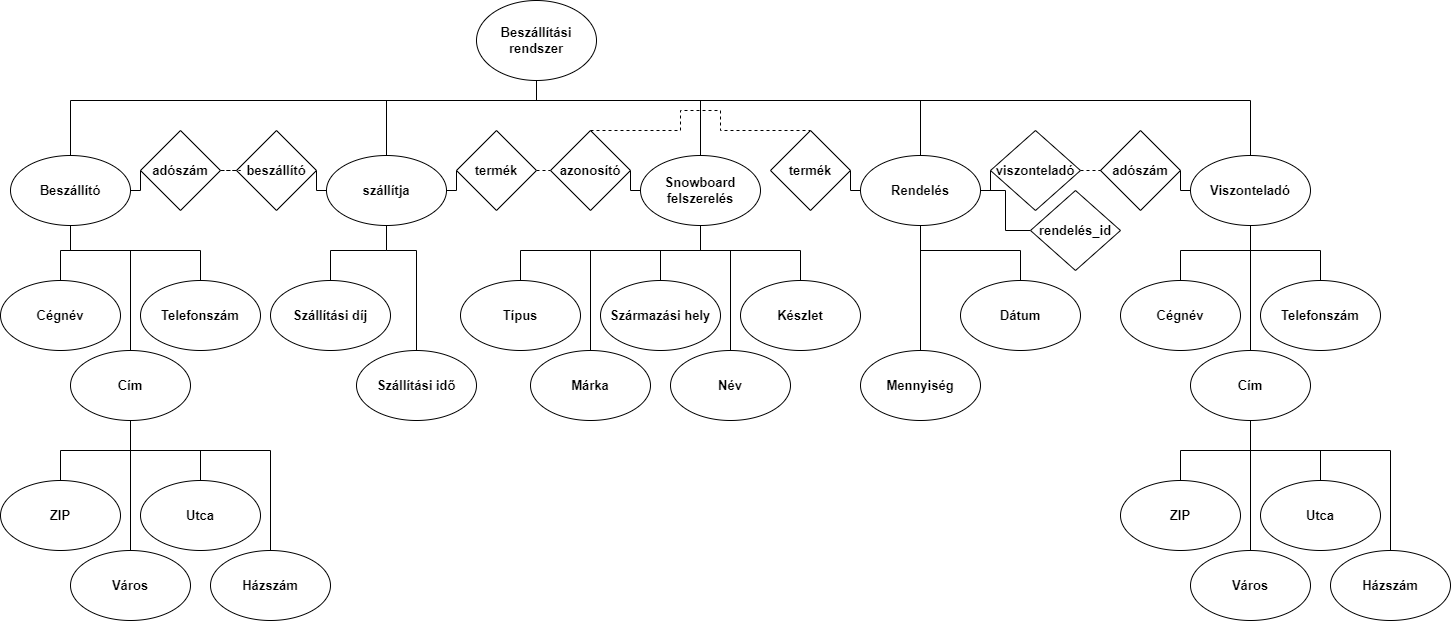 Beszállítási
rendszer
adószám
beszállító
termék
azonosító
termék
viszonteladó
adószám
Beszállító
szállítja
Snowboard
felszerelés
Rendelés
Viszonteladó
rendelés_id
Cégnév
Telefonszám
Szállítási díj
Típus
Származási hely
Készlet
Dátum
Cégnév
Telefonszám
Cím
Szállítási idő
Márka
Név
Mennyiség
Cím
ZIP
Utca
ZIP
Utca
Város
Házszám
Város
Házszám